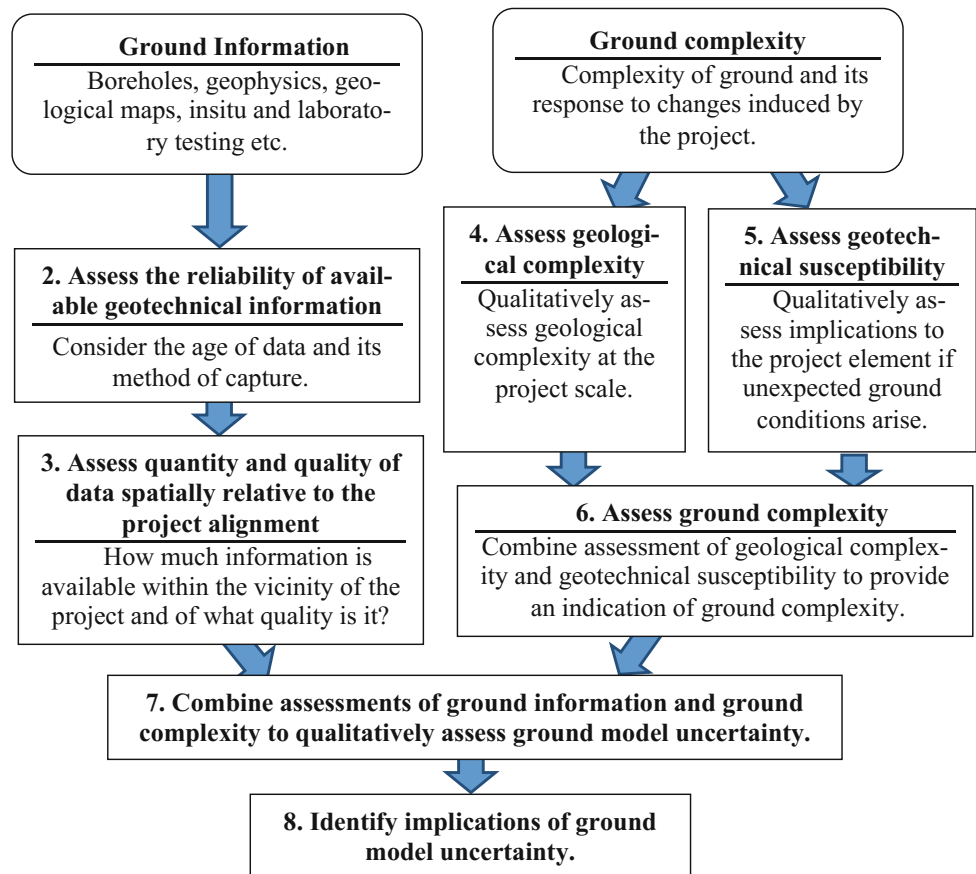 Ground Information
Boreholes, geophysics, geo-
logical maps, insitu and laborato-
ry testing etc.
Ground complexity
Complexity of ground and its
response to changes induced by
the project.
2. Assess the reliability of avail-
able geotechnical information
Consider the age of data and its
method of capture.
4. Assess geologi-
cal complexity
Qualitatively as-
sess geological
complexity at the
project scale.
5. Assess geotech-
nical susceptibility
Qualitatively as-
sess implications to
the project element if
unexpected ground
conditions arise.
3. Assess quantity and quality of
data spatially relative to the
project alignment
How much information is
available within the vicinity of the
project and of what quality is it?
6. Assess ground complexity
Combine assessment of geological complex-
ity and geotechnical susceptibility to provide
an indication of ground complexity.
7. Combine assessments of ground information and ground
complexity to qualitatively assess ground model uncertainty.
8. Identify implications of ground
model uncertainty.